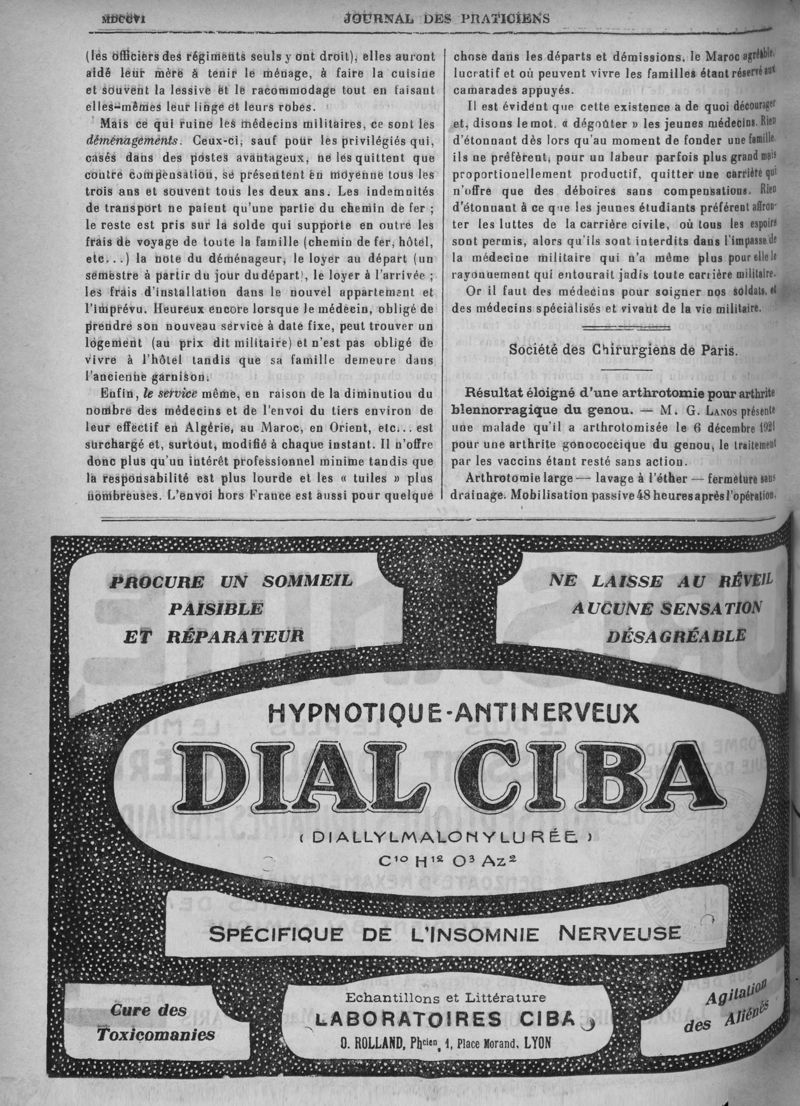 MDCCVI JOURNAL DES PRATICIENS
(les officiers des régiments seuls y ont droit), elles auront
aidé leur mère à tenir le ménage, à faire la cuisine
et souvent la lessive et le racommodage tout en faisant
elles-mêmes leur linge et leurs robes.
Mais ce qui ruine les médecins militaires, ce sont les
déménagements. Ceux-ci, sauf pour les privilégiés qui,
casés dans des postes avantageux, ne les quittent que
contre compensation, se présentent en moyenne tous les
trois ans et souvent tous les deux ans. Les indemnités
de transport ne paient qu'une partie du chemin de fer ;
le reste est pris sur la solde qui supporte en outre les
frais de voyage de toute la famille (chemin de fer, hôtel,
etc...) la note du déménageur, le loyer au départ (un
semestre à partir du jour du départ), le loyer à l'arrivée ;
les frais d'installation dans le nouvel appartement et
l'imprévu. Heureux encore lorsque le médecin, obligé de
prendre son nouveau service à date fixe, peut trouver un
logement (au prix dit militaire) et n'est pas obligé de
vivre à l'hôtel tandis que sa famille demeure dans
l'ancienne garnison.
Enfin, le service même, en raison de la diminutiou du
nombre des médecins et de l'envoi du tiers environ de
leur effectif en Algérie, au Maroc, en Orient, etc... est
surchargé et, surtout, modifié à chaque instant. Il n'offre
donc plus qu'un intérêt professionnel minime tandis que
la responsabilité est plus lourde et les « tuiles » plus
nombreuses. L'envoi hors France est aussi pour quelque
chose dans les départs et démissions, le Maroc agréable,
lucratif et où peuvent vivre les familles étant réservé aux
camarades appuyés.
Il est évident que cette existence a de quoi décourager
et, disons le mot, « dégoûter » les jeunes médecins. Rien
d'étonnant dès lors qu'au moment de fonder une famille
ils ne préfèrent, pour un labeur parfois plus grand mais
proportionellement productif, quitter une carrière qui
n'offre que des déboires sans compensations. Rien
d'étonnant à ce que les jeunes étudiants préférent affron-
ter les luttes de la carrière civile, où tous les espoirs
sont permis, alors qu'ils sont interdits dans l'impasse de
la médecine militaire qui n'a même plus pour elle le
rayonuement qui entourait jadis toute carrière militaire.
Or il faut des médecins pour soigner nos soldats, et
des médecins spécialisés et vivant de la vie militaire.
Société des Chirurgiens de Paris.
Résultat éloigné d'une arthrotomie pour arthrite
blennorragique du genou. — M. G. LANOS présente
une malade qu'il a arthrotomisée le 6 décembre 1921
pour une arthrite gonococcique du genou, le traitement
par les vaccins étant resté sans action.
Arthrotomie large — lavage à l'éther — fermeture sans
drainage. Mobilisation passive 48 heures après l'opération.
PROCURE UN SOMMEIL
PAISIBLE
ET RÉPARATEUR
NE LAISSE AU RÉVEIL
AUCUNE SENSATION
DÉSAGRÉABLE
HYPNOTIQUE-ANTINERVEUX
DIAL CIBA
( DIALLYLMALONYLURÉE )
C¹⁰ H¹² O³ Az²
SPÉCIFIQUE DE L'INSOMNIE NERVEUSE
Cure des
Toxicomanies
Echantillons et Littérature
LABORATOIRES CIBA,
O. ROLLAND, Phcien, 1, Place Morand, LYON
Agitation
des Aliénés